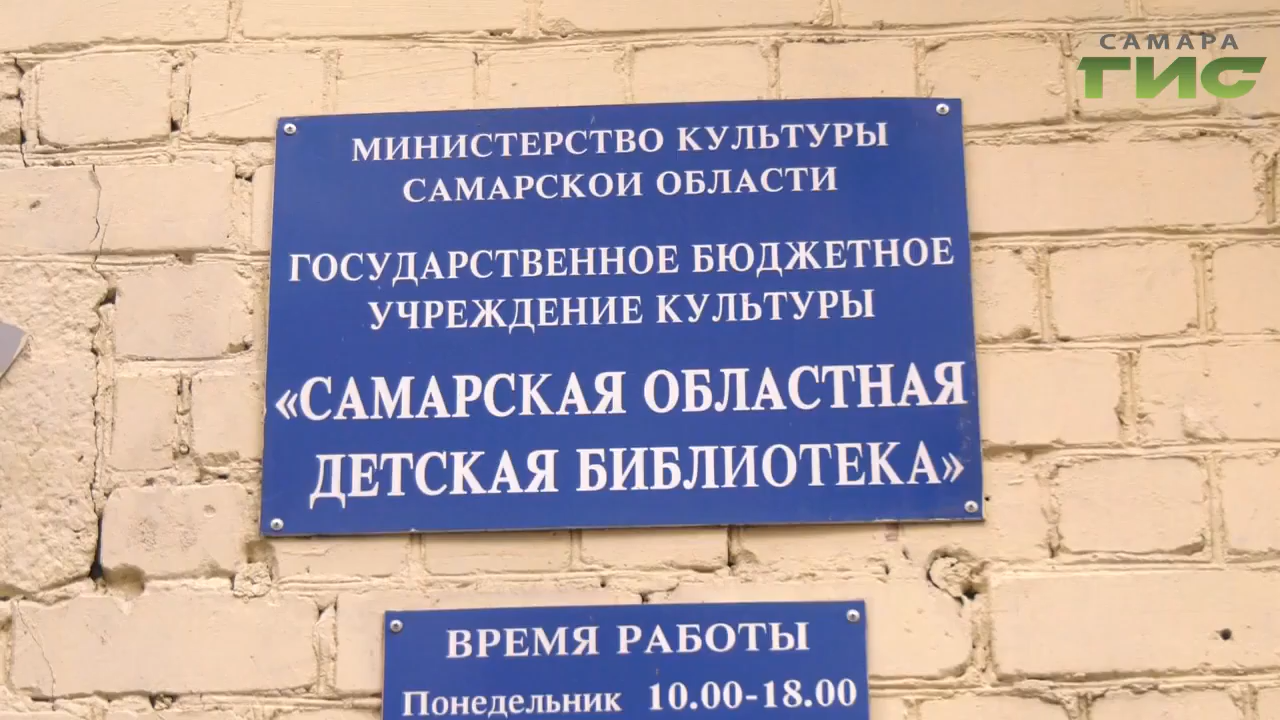 САМАРА
ГИС
МИНИСТЕРСТВО КУЛЬТУРЫ
САМАРСКОИ ОБЛАСТИ
ГОСУДАРСТВЕННОЕ БЮДЖЕТНОЕ
УЧРЕЖДЕНИЕ КУЛЬТУРЫ
«САМАРСКАЯ ОБЛАСТНАЯ
ДЕТСКАЯ БИБЛИОТЕКА»
ВРЕМЯ РАБОТЫ
Понедельник 10.00-18.00